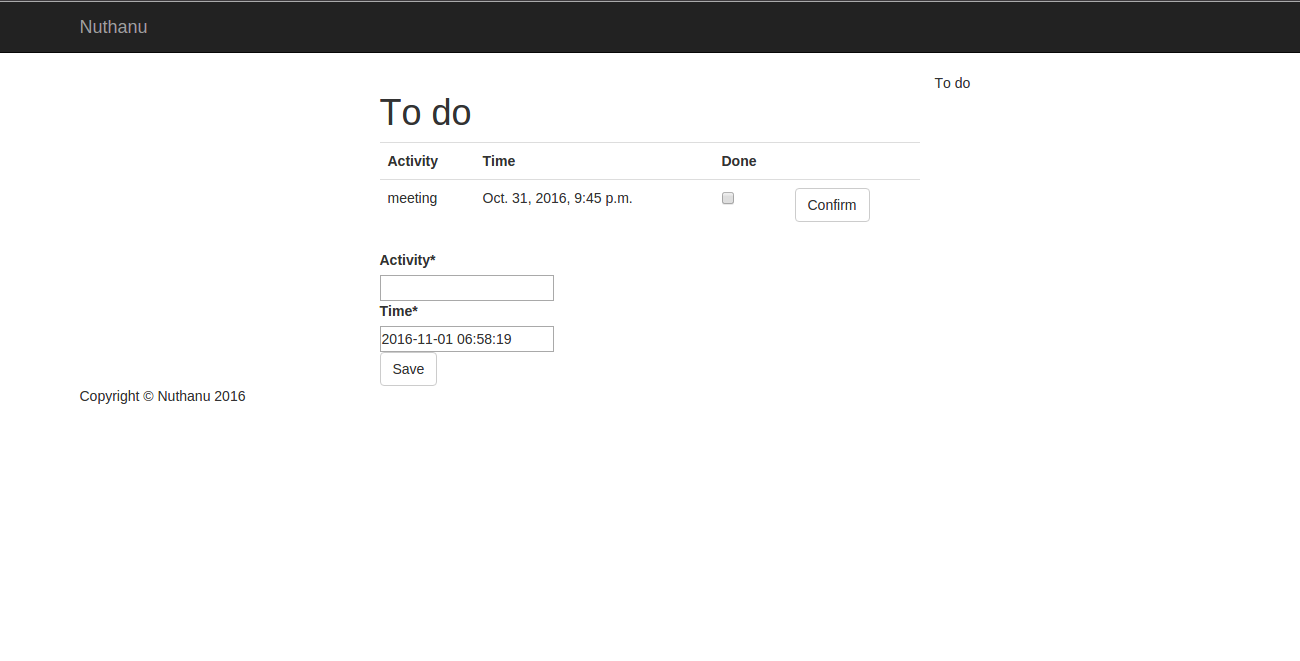 Nuthanu
To do
To do
Activity Time Done
meeting Oct. 31, 2016, 9:45 p.m. Confirm
Activity*
Time*
2016-11-01 06:58:19
Save
Copyright © Nuthanu 2016